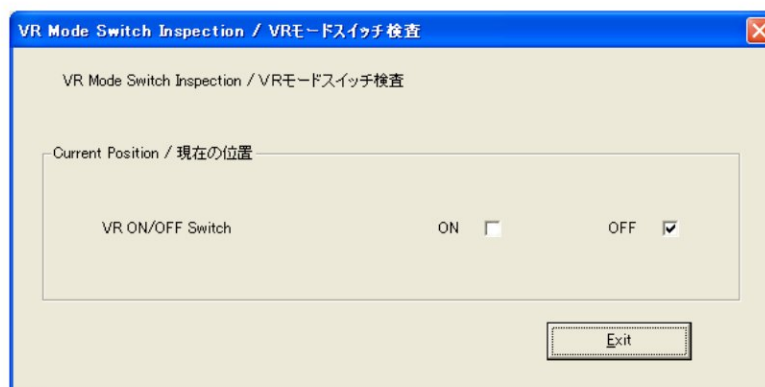 VR Mode Switch Inspection / VRモードスイッチ検査
VR Mode Switch Inspection / VRモードスイッチ検査
Current Position / 現在の位置
VR ON/OFF Switch ON OFF
Exit